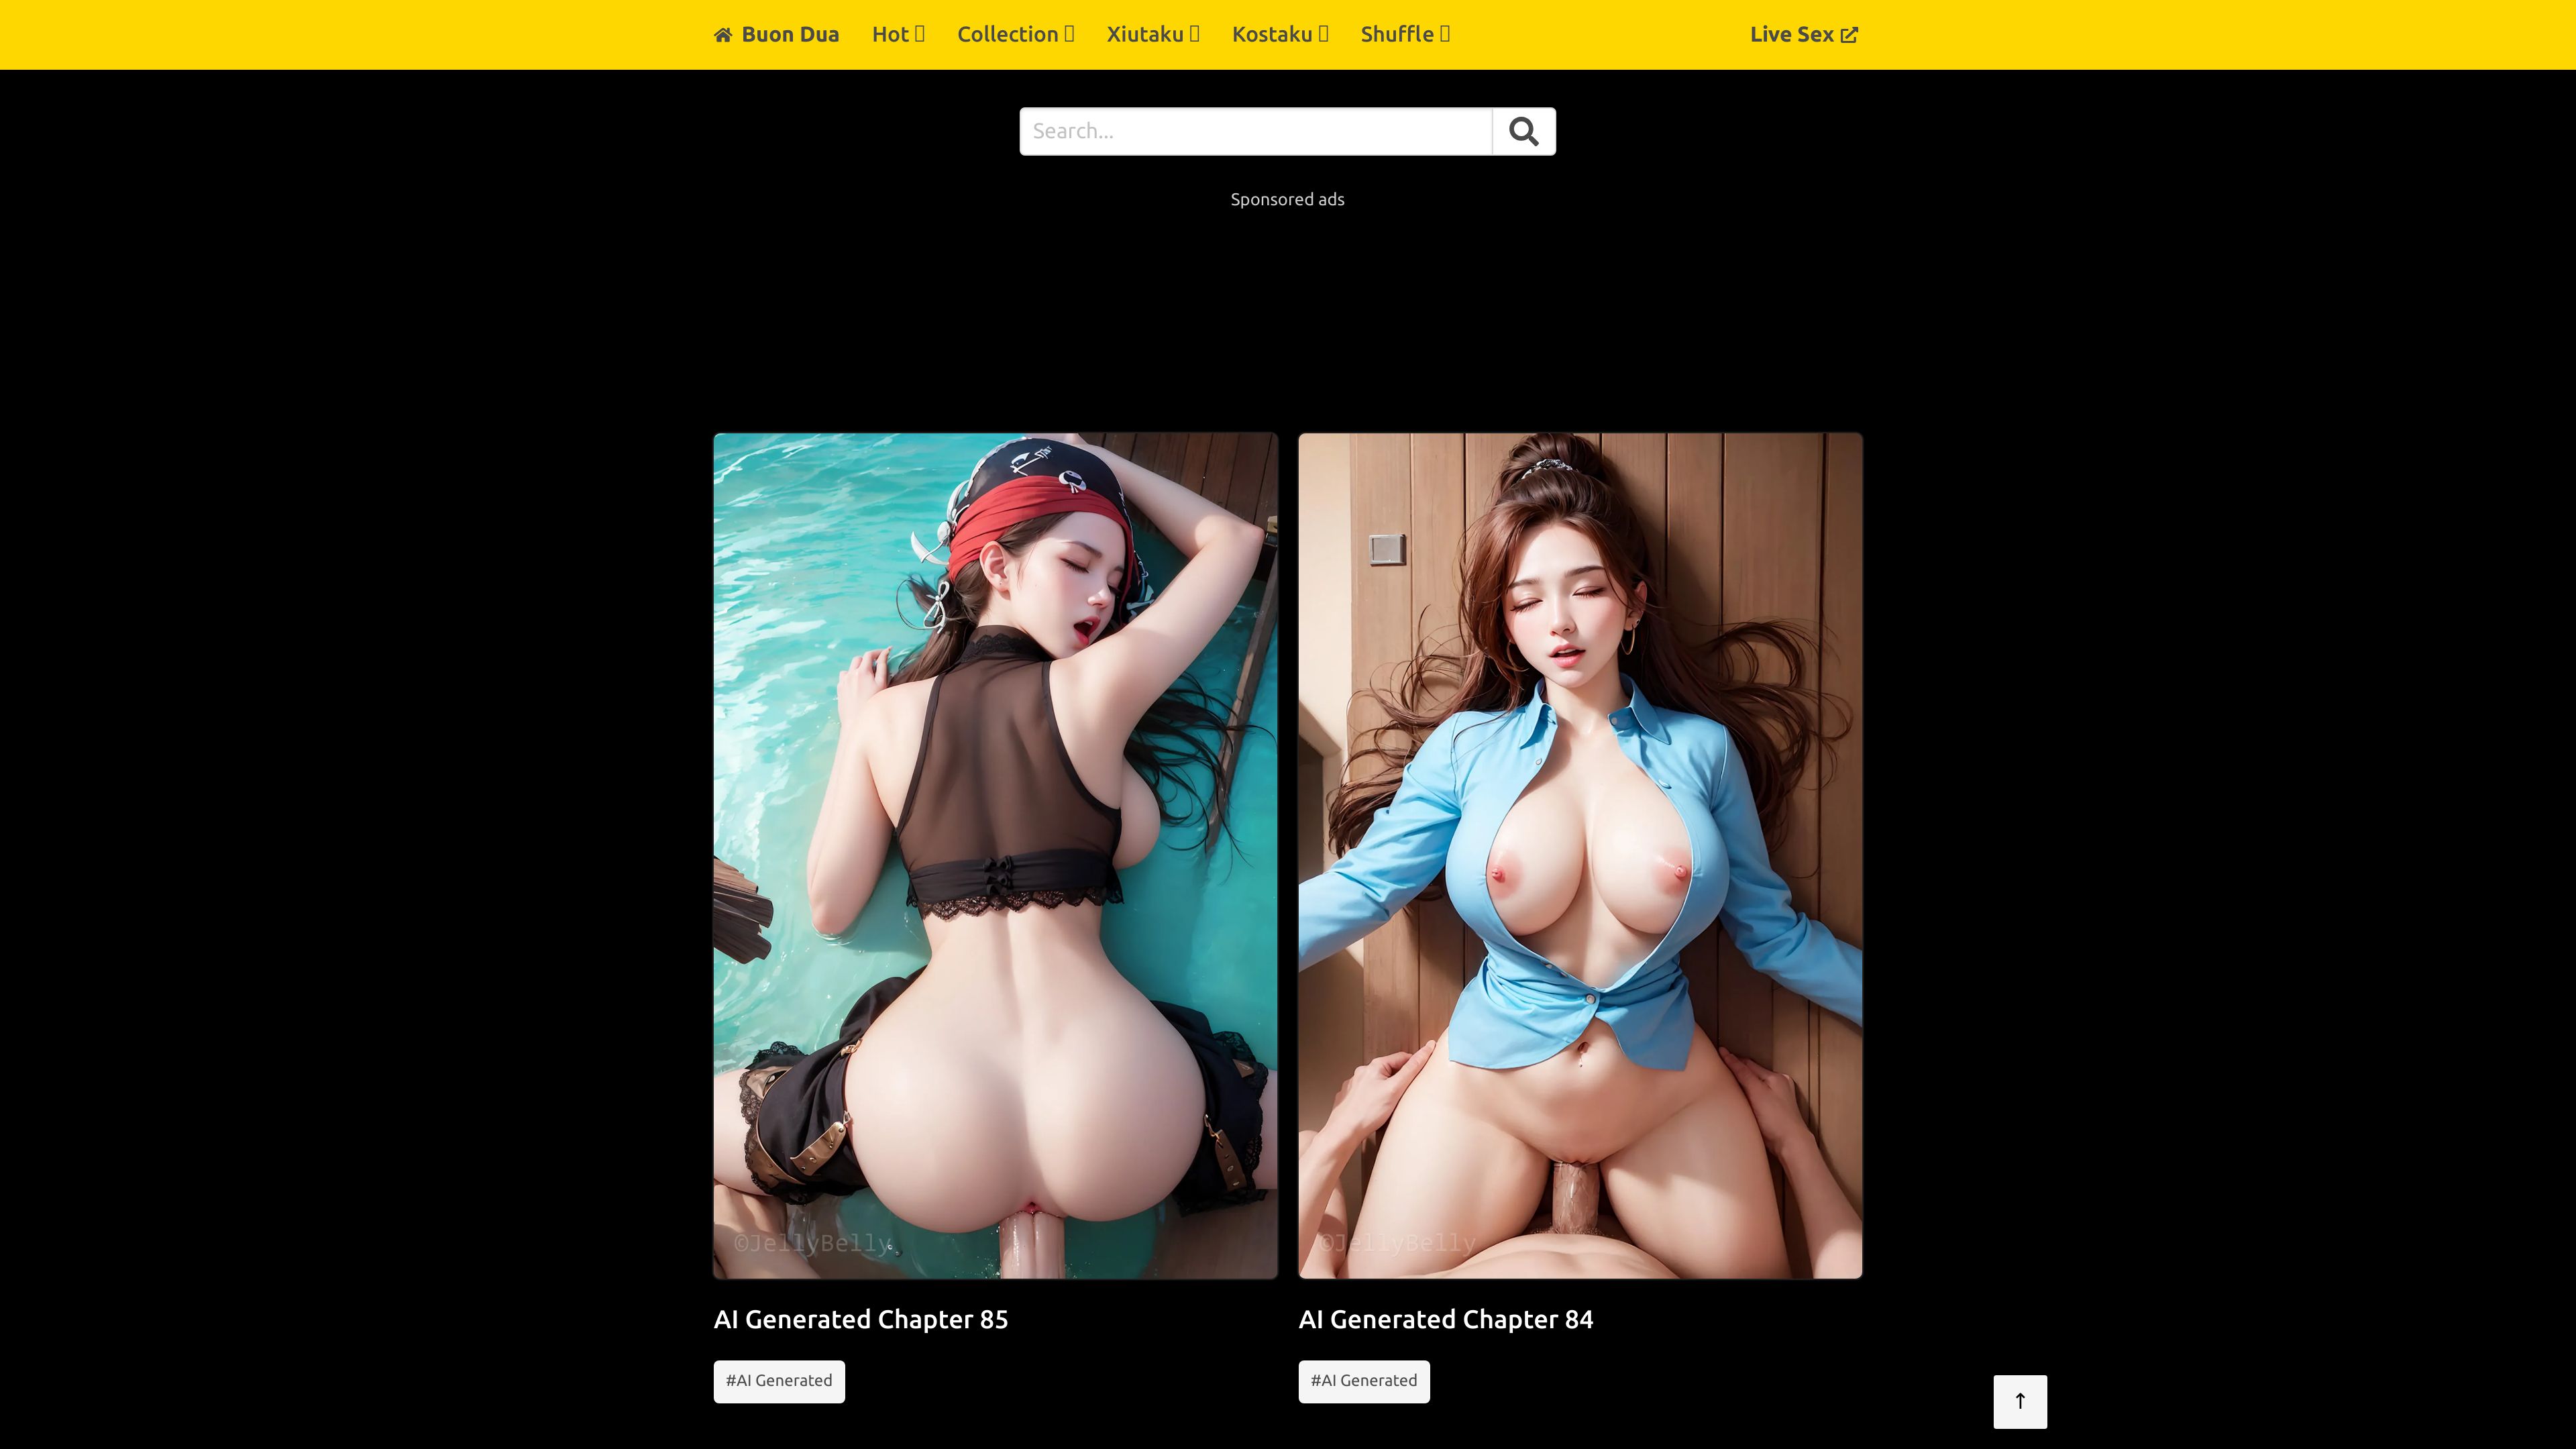 Buon Dua
Hot
Collection
Xiutaku
Kostaku
Shuffle
Live Sex
Search...
Sponsored ads
©JellyBelly
©JellyBelly
AI Generated Chapter 85
AI Generated Chapter 84
#AI Generated
#AI Generated
↑